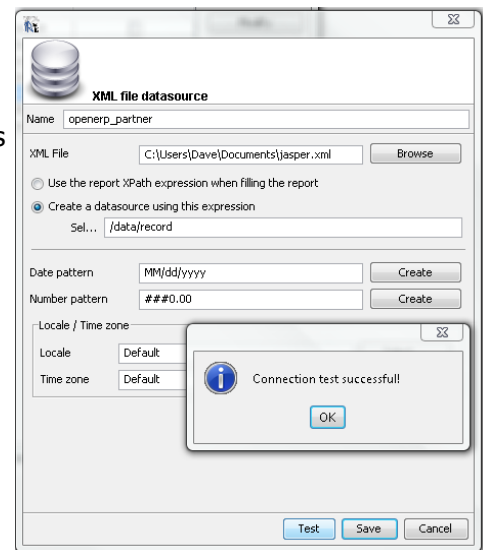 XML file datasource
Name openerp_partner
s
XML File C:\Users\Dave\Documents\jasper.xml Browse
Use the report XPath expression when filling the report
Create a datasource using this expression
Sel... /data/record
Date pattern MM/dd/yyyy Create
Number pattern ###0.00 Create
Locale / Time zone
Locale Default
Time zone Default
Connection test successful!
OK
Test Save Cancel